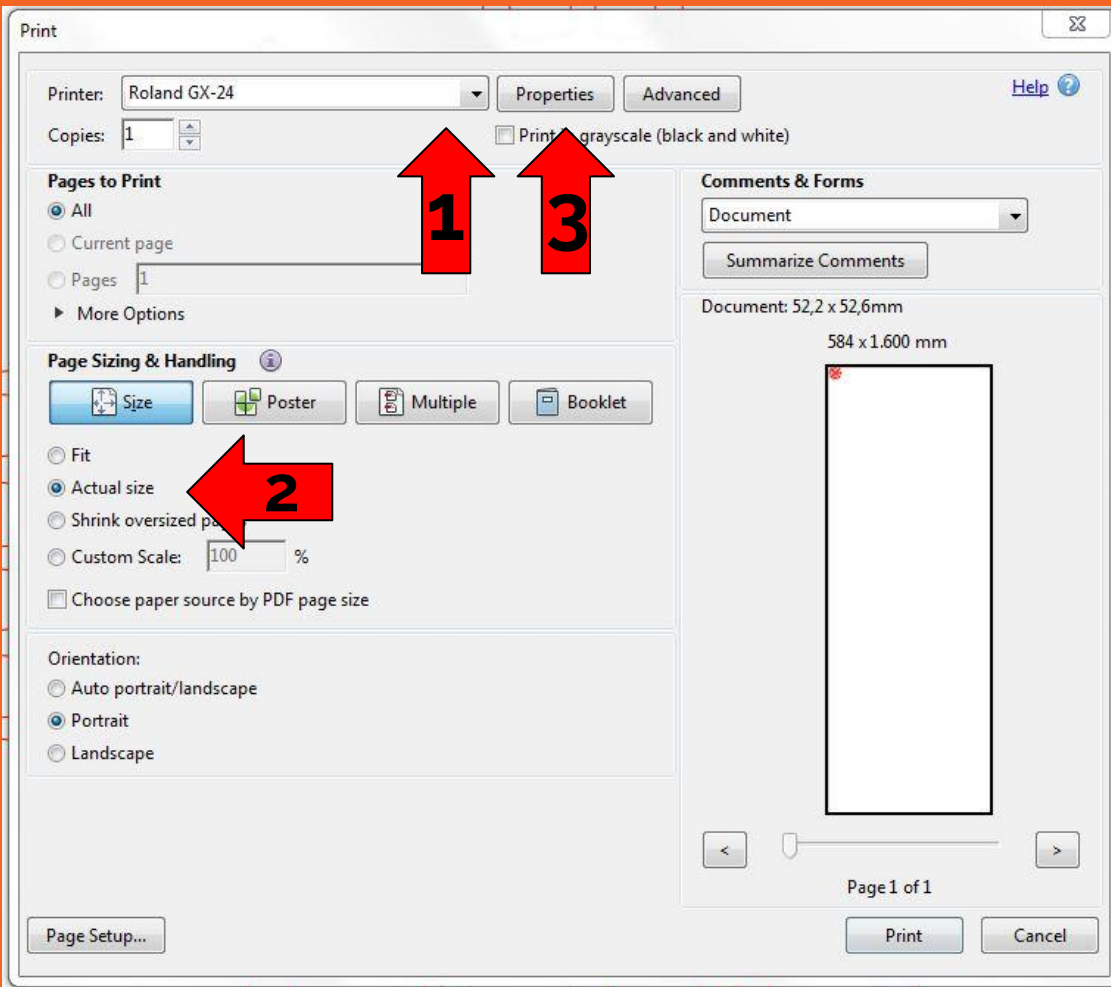 Print
Printer: Roland GX-24 Properties Advanced Help
Copies: 1 Print grayscale (black and white)
1 3
Pages to Print
All
Current page
Pages 1
More Options
Comments & Forms
Document
Summarize Comments
Document: 52,2 x 52,6mm
584 x 1.600 mm
Page Sizing & Handling
Size Poster Multiple Booklet
Fit
Actual size
2
Shrink oversized
Custom Scale: 100 %
Choose paper source by PDF page size
Orientation:
Auto portrait/landscape
Portrait
Landscape
< >
Page 1 of 1
Page Setup... Print Cancel